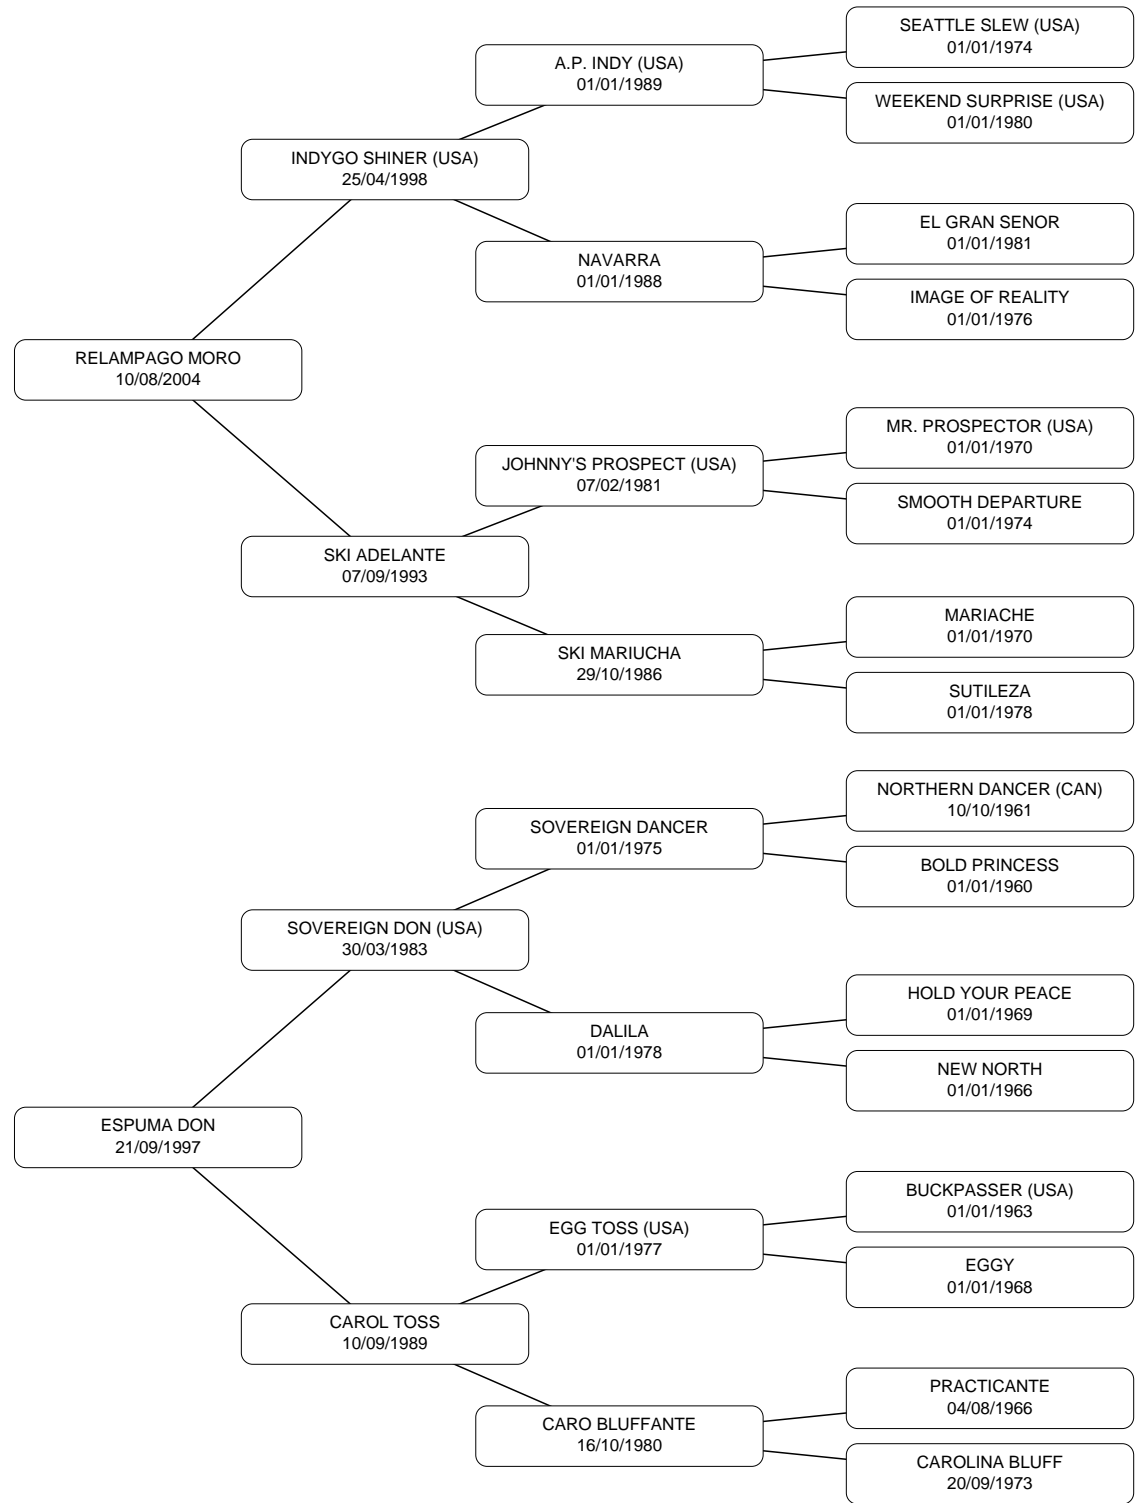 SEATTLE SLEW (USA)
01/01/1974
A.P. INDY (USA)
01/01/1989
WEEKEND SURPRISE (USA)
01/01/1980
INDYGO SHINER (USA)
25/04/1998
EL GRAN SENOR
01/01/1981
NAVARRA
01/01/1988
IMAGE OF REALITY
01/01/1976
RELAMPAGO MORO
10/08/2004
MR. PROSPECTOR (USA)
01/01/1970
JOHNNY'S PROSPECT (USA)
07/02/1981
SMOOTH DEPARTURE
01/01/1974
SKI ADELANTE
07/09/1993
MARIACHE
01/01/1970
SKI MARIUCHA
29/10/1986
SUTILEZA
01/01/1978
NORTHERN DANCER (CAN)
10/10/1961
SOVEREIGN DANCER
01/01/1975
BOLD PRINCESS
01/01/1960
SOVEREIGN DON (USA)
30/03/1983
HOLD YOUR PEACE
01/01/1969
DALILA
01/01/1978
NEW NORTH
01/01/1966
ESPUMA DON
21/09/1997
BUCKPASSER (USA)
01/01/1963
EGG TOSS (USA)
01/01/1977
EGGY
01/01/1968
CAROL TOSS
10/09/1989
PRACTICANTE
04/08/1966
CARO BLUFFANTE
16/10/1980
CAROLINA BLUFF
20/09/1973